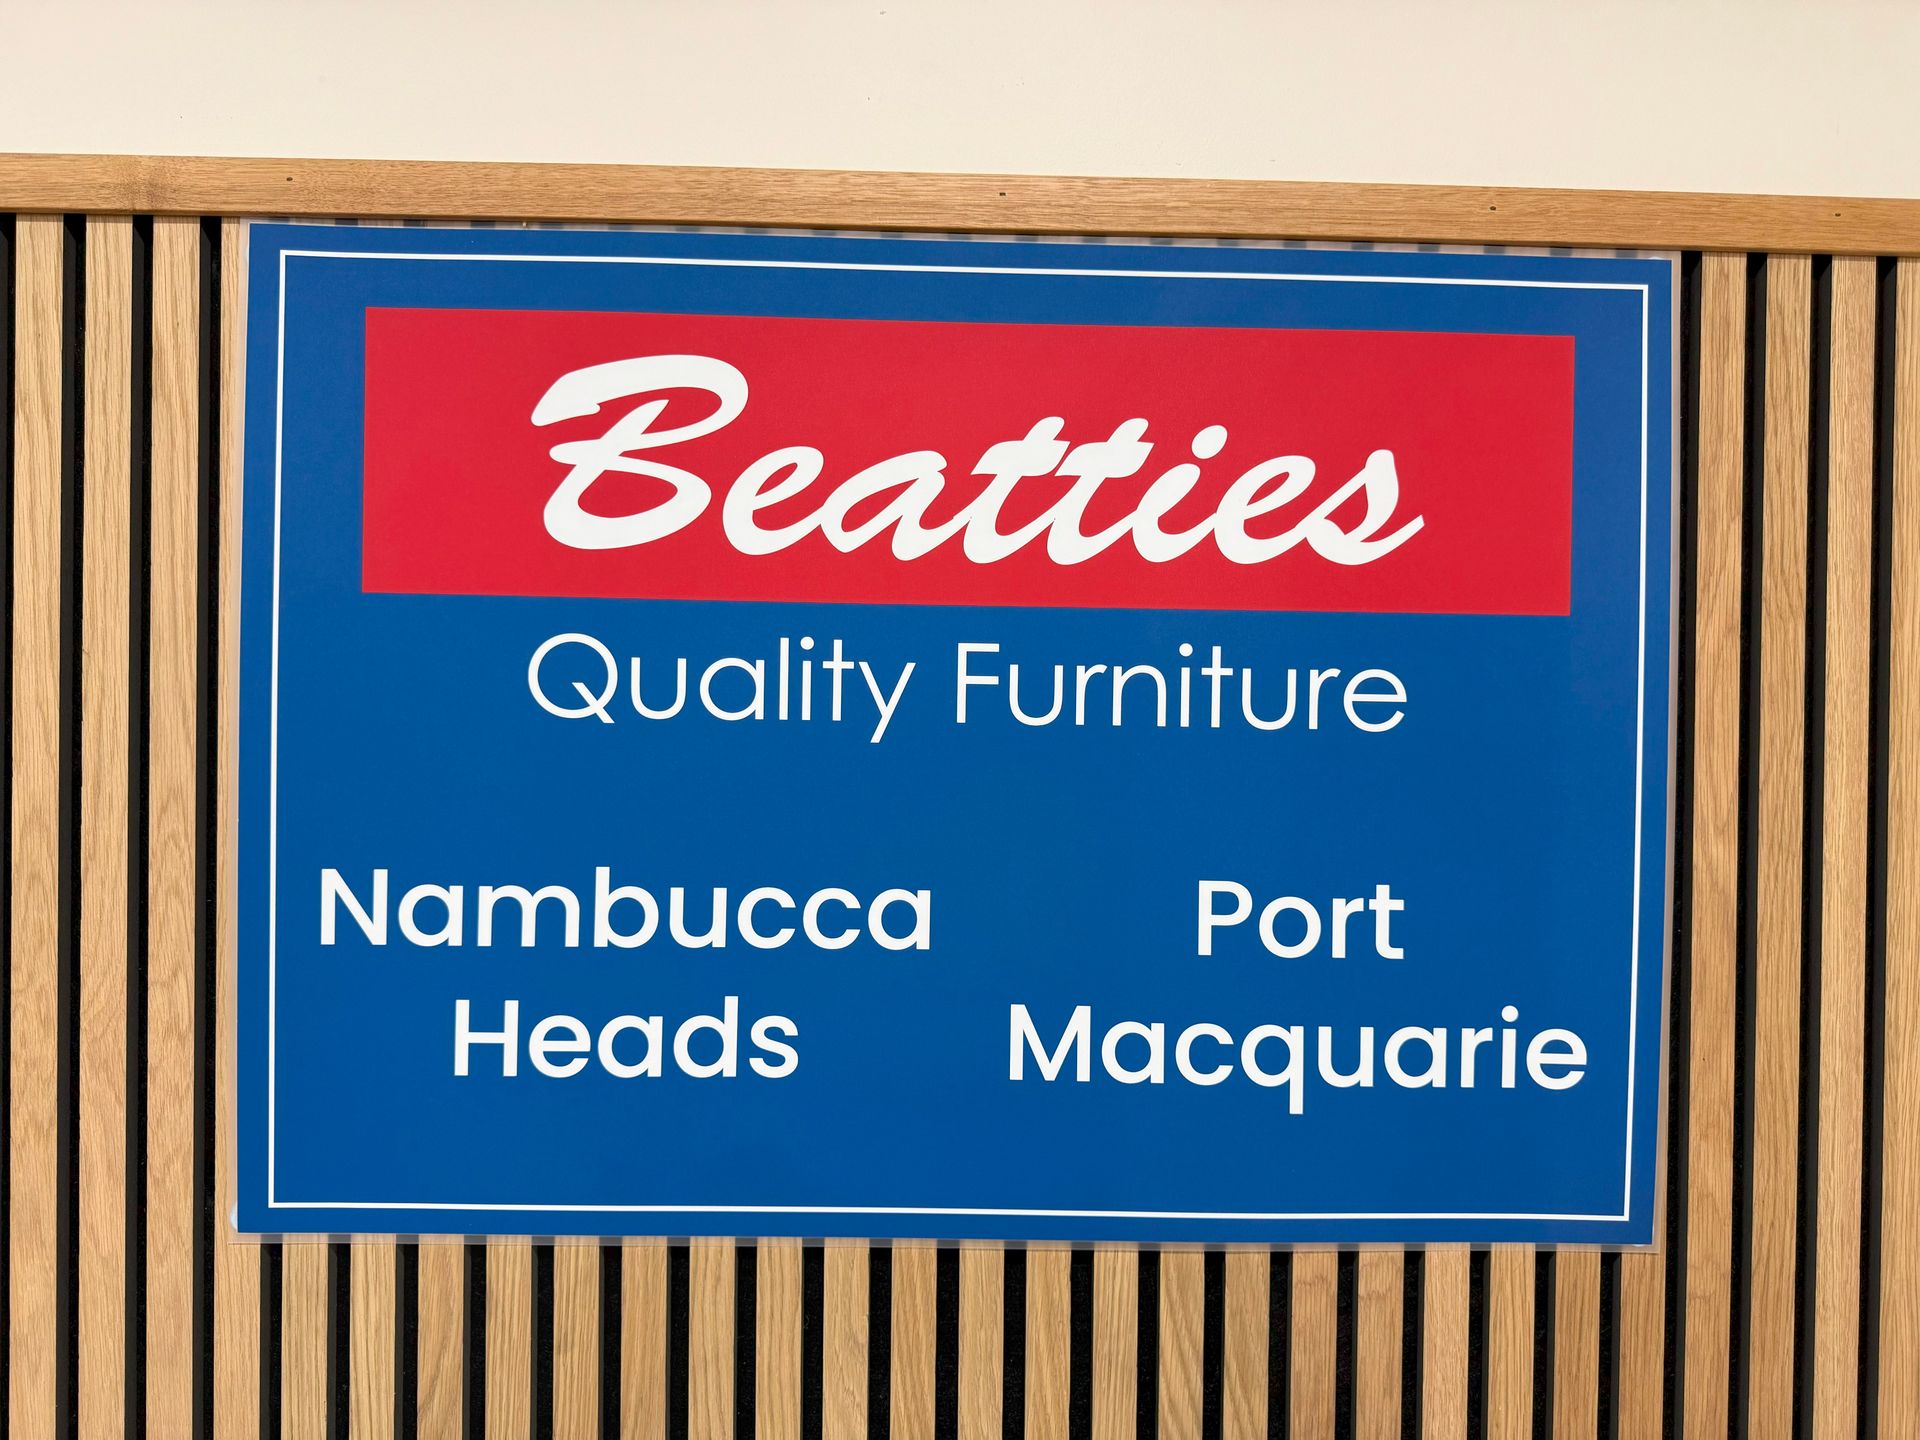 Beatties
Quality Furniture
Nambucca
Heads
Port
Macquarie